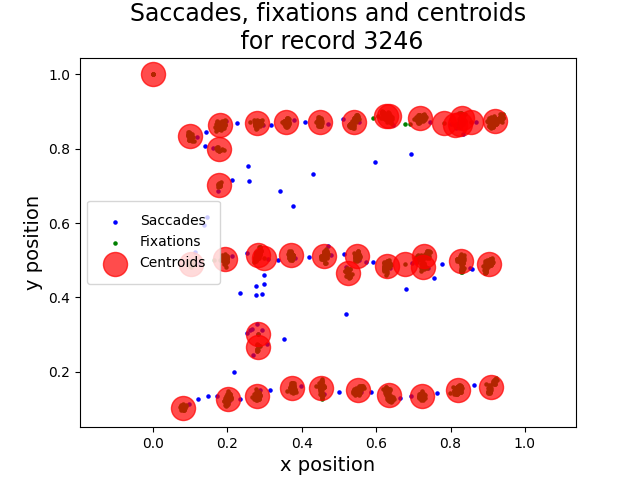 Saccades, fixations and centroids
for record 3246
1.0
0.8
0.6
0.4
0.2
y position
Saccades
Fixations
Centroids
0.0 0.2 0.4 0.6 0.8 1.0
x position